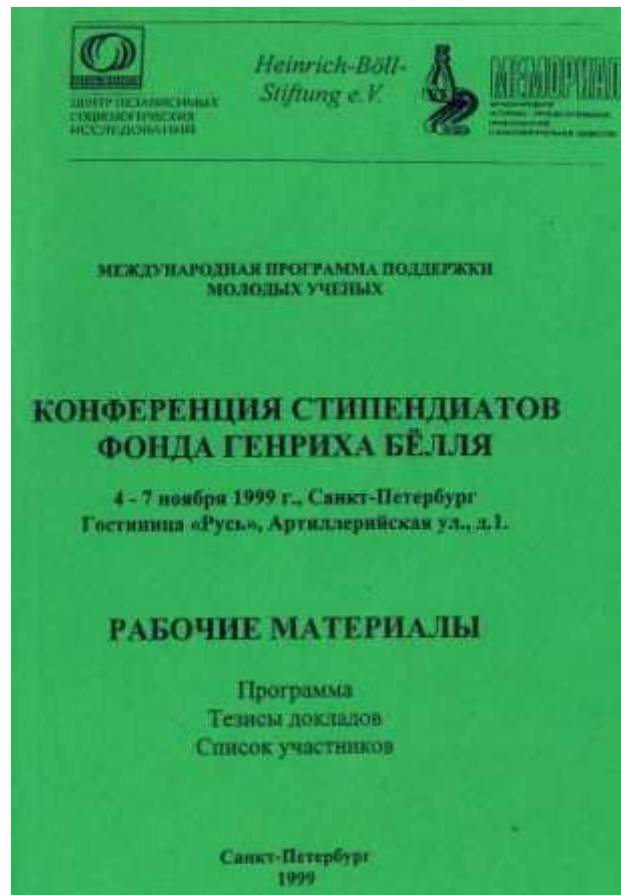 ЦЕНТР НЕЗАВИСИМЫХ
СОЦИОЛОГИЧЕСКИХ
ИССЛЕДОВАНИЙ
Heinrich-Böll-
Stiftung e.V.
МЕМОРИАЛ
МЕЖДУНАРОДНАЯ ПРОГРАММА ПОДДЕРЖКИ
МОЛОДЫХ УЧЕНЫХ
КОНФЕРЕНЦИЯ СТИПЕНДИАТОВ
ФОНДА ГЕНРИХА БЁЛЛЯ
4 - 7 ноября 1999 г., Санкт-Петербург
Гостиница «Русь», Артиллерийская ул., д.1.
РАБОЧИЕ МАТЕРИАЛЫ
Программа
Тезисы докладов
Список участников
Санкт-Петербург
1999